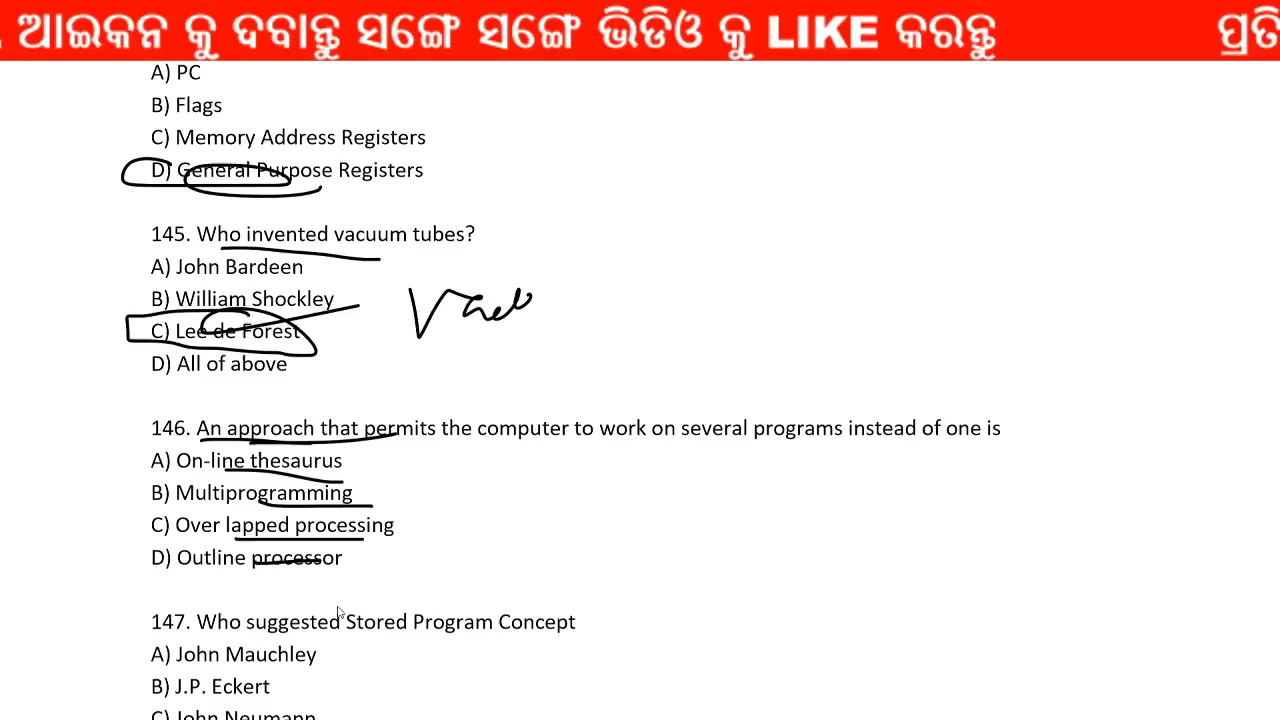 ଆଇକନ କୁ ଦବାନ୍ତୁ ସଙ୍ଗେ ସଙ୍ଗେ ଭିଡିଓ କୁ LIKE କରନ୍ତୁ ପ୍ରତି
A) PC
B) Flags
C) Memory Address Registers
D) General Purpose Registers
145. Who invented vacuum tubes?
A) John Bardeen
B) William Shockley
C) Lee de Forest
D) All of above
146. An approach that permits the computer to work on several programs instead of one is
A) On-line thesaurus
B) Multiprogramming
C) Over lapped processing
D) Outline processor
147. Who suggested Stored Program Concept
A) John Mauchley
B) J.P. Eckert
C) John Neumann